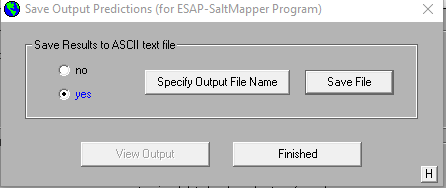 Save Output Predictions (for ESAP-SaltMapper Program)
Save Results to ASCII text file
no
yes
Specify Output File Name
Save File
View Output
Finished
H